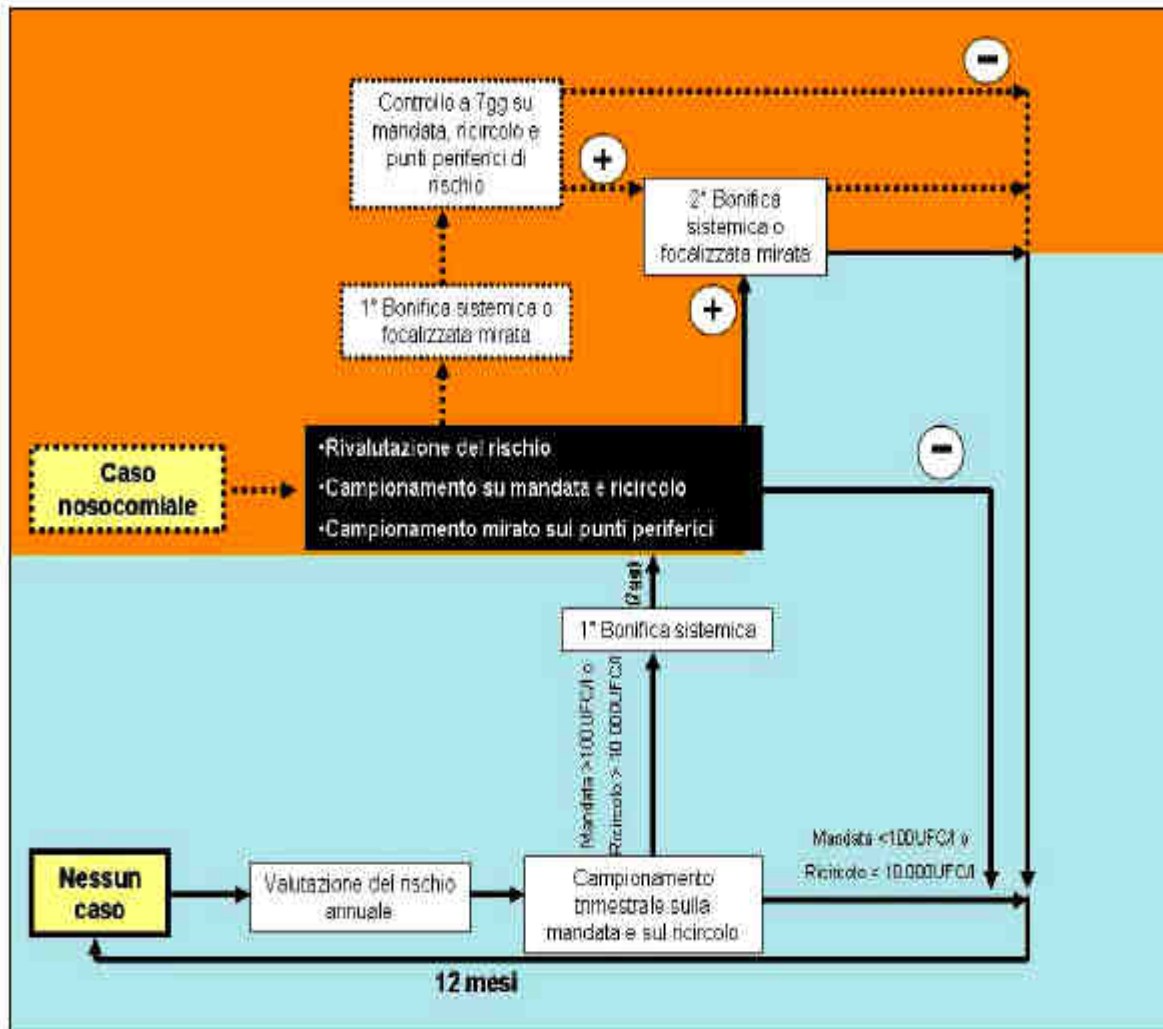 Controllo a 7gg su
mandata, ricircolo e
punti periferici di
rischio
−
+
2° Bonifica
sistemica o
focalizzata mirata
1° Bonifica sistemica o
focalizzata mirata
+
Caso
nosocomiale
•Rivalutazione del rischio
•Campionamento su mandata e ricircolo
•Campionamento mirato sui punti periferici
−
1° Bonifica sistemica
Mandata >100UFC/l o
Ricircolo > 10.000UFC/l
Mandata <100UFC/l o
Ricircolo < 10.000UFC/l
Nessun
caso
Valutazione del rischio
annuale
Campionamento
trimestrale sulla
mandata e sul ricircolo
12 mesi